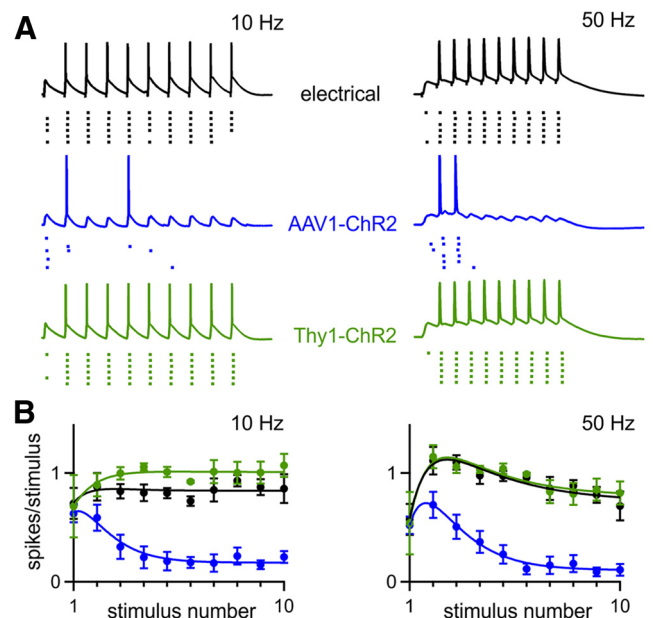 A
10 Hz
50 Hz
electrical
AAV1-ChR2
Thy1-ChR2
B
10 Hz
50 Hz
spikes/stimulus
1
0
1
10
stimulus number
1
0
1
10
stimulus number